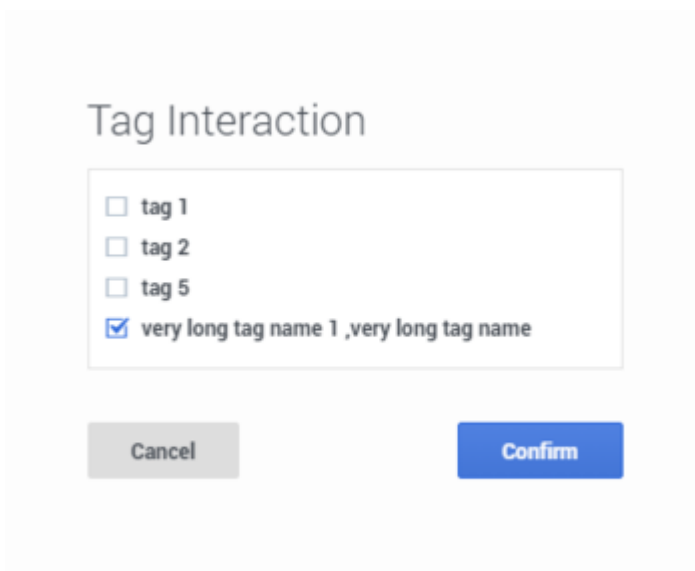 Tag Interaction
tag 1
tag 2
tag 5
very long tag name 1 ,very long tag name
Cancel
Confirm